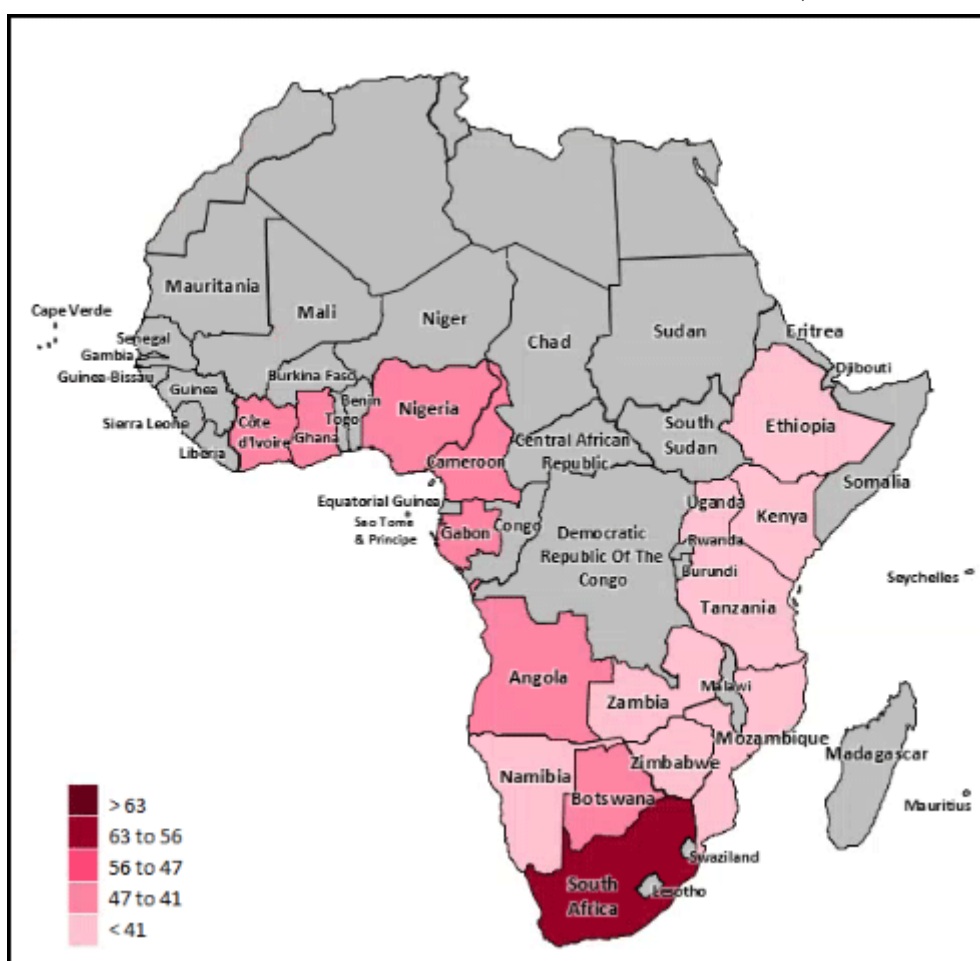 Mauritania
Mali
Niger
Chad
Sudan
Eritrea
Cape Verde
Senegal
Gambia
Guinea-Bissau
Guinea
Sierra Leone
Liberia
Burkina Faso
Côte
d'Ivoire
Ghana
Togo
Benin
Nigeria
Cameroon
Central African
Republic
South
Sudan
Ethiopia
Djibouti
Somalia
Equatorial Guinea
Sao Tome
& Principe
Gabon
Congo
Democratic
Republic Of The
Congo
Uganda
Kenya
Rwanda
Burundi
Tanzania
Seychelles
Angola
Zambia
Malawi
Mozambique
Madagascar
Mauritius
Namibia
Zimbabwe
Botswana
Swaziland
South
Africa
Lesotho
> 63
63 to 56
56 to 47
47 to 41
< 41